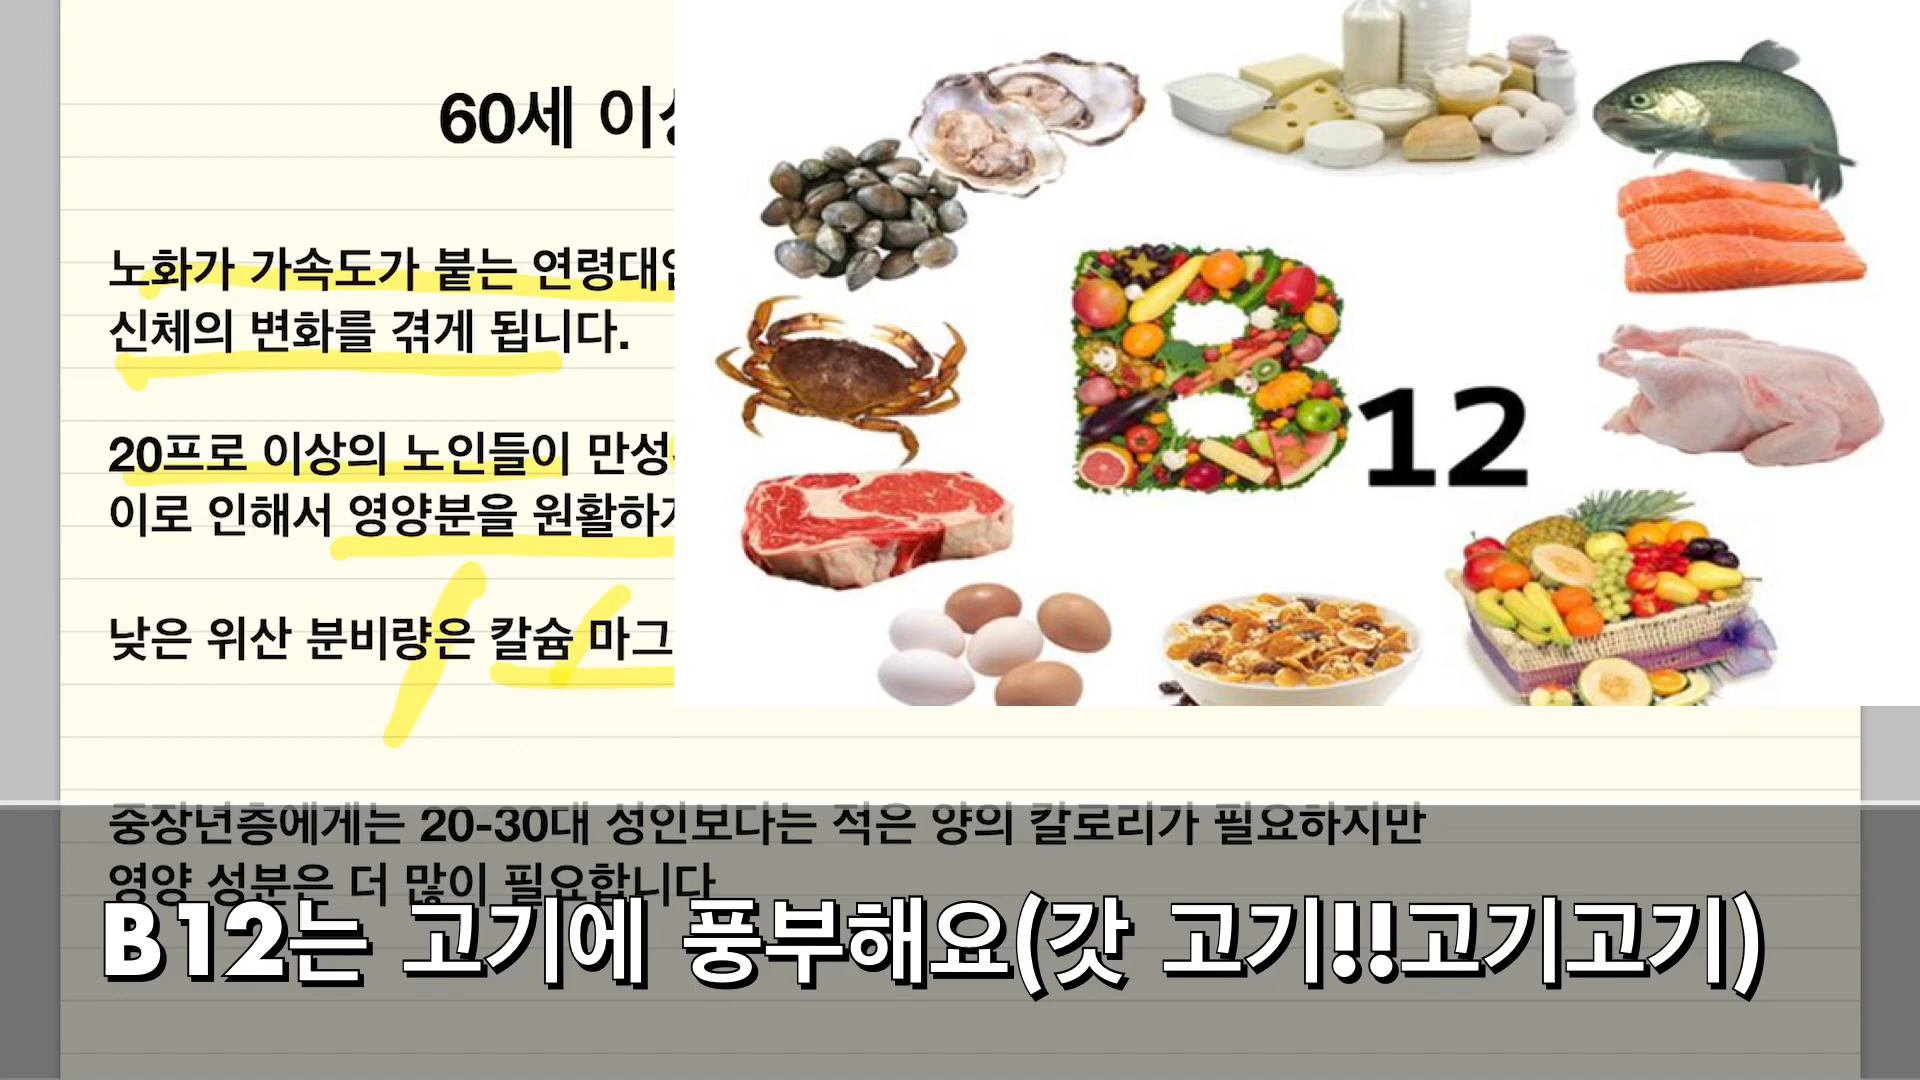 60세 이상
노화가 가속도가 붙는 연령대
신체의 변화를 겪게 됩니다.
20프로 이상의 노인들이 만성
이로 인해서 영양분을 원활하
낮은 위산 분비량은 칼슘 마그
B12
중장년층에게는 20-30대 성인보다는 적은 양의 칼로리가 필요하지만
영양 성분은 더 많이 필요합니다
B12는 고기에 풍부해요(갓 고기!!고기고기)